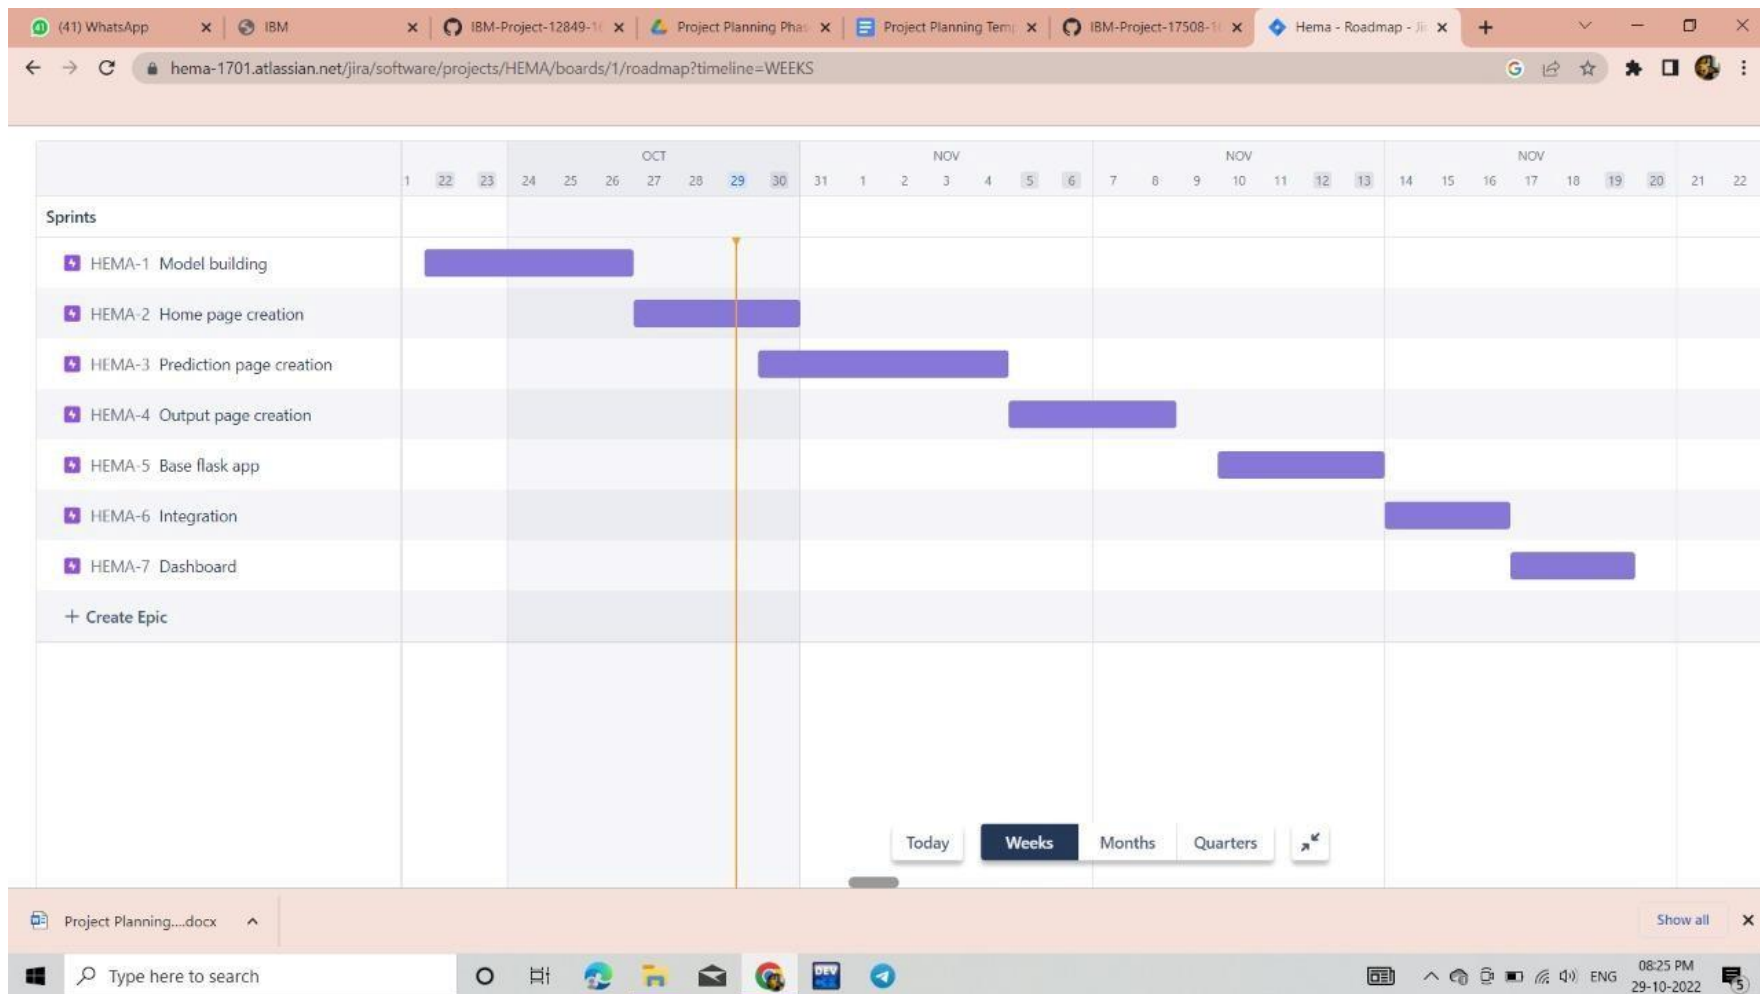 (41) WhatsApp
IBM
IBM-Project-12849-1
Project Planning Phas
Project Planning Tem
IBM-Project-17508-1
Hema - Roadmap - Ji
hema-1701.atlassian.net/jira/software/projects/HEMA/boards/1/roadmap?timeline=WEEKS
OCT NOV NOV NOV
1 22 23 24 25 26 27 28 29 30 31 1 2 3 4 5 6 7 8 9 10 11 12 13 14 15 16 17 18 19 20 21 22
Sprints
HEMA-1 Model building
HEMA-2 Home page creation
HEMA-3 Prediction page creation
HEMA-4 Output page creation
HEMA-5 Base flask app
HEMA-6 Integration
HEMA-7 Dashboard
+ Create Epic
Today Weeks Months Quarters
Project Planning....docx
Show all
Type here to search
DEV
ENG
08:25 PM
29-10-2022
5